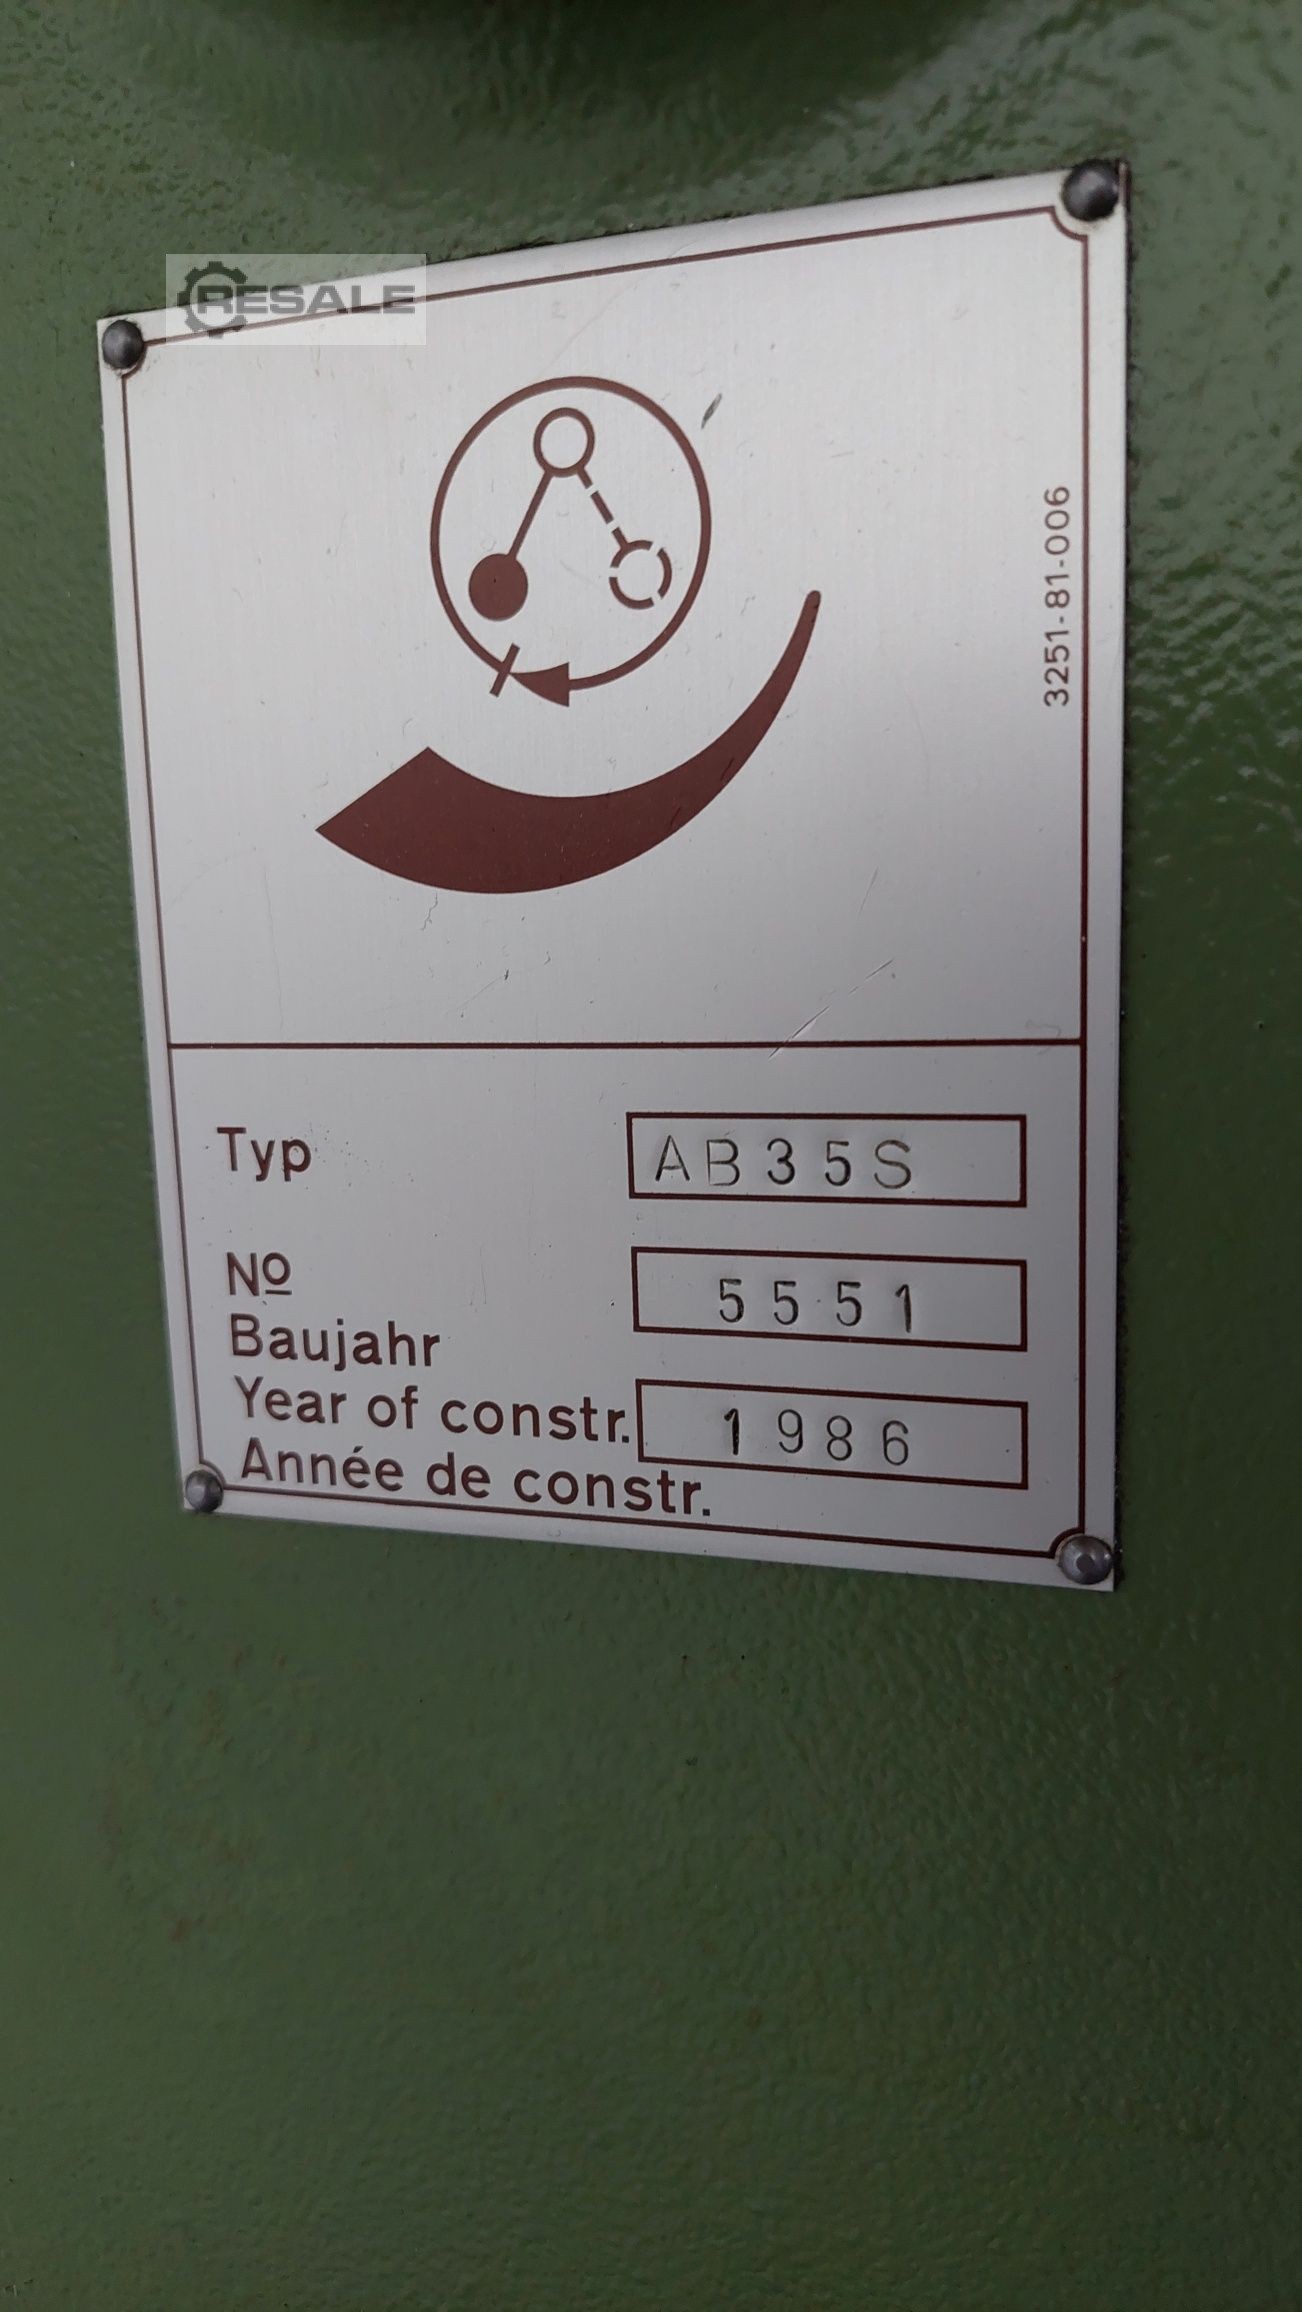 RESALE
3251-81-006
Typ AB35S
No 5551
Baujahr
Year of constr. 1986
Année de constr.